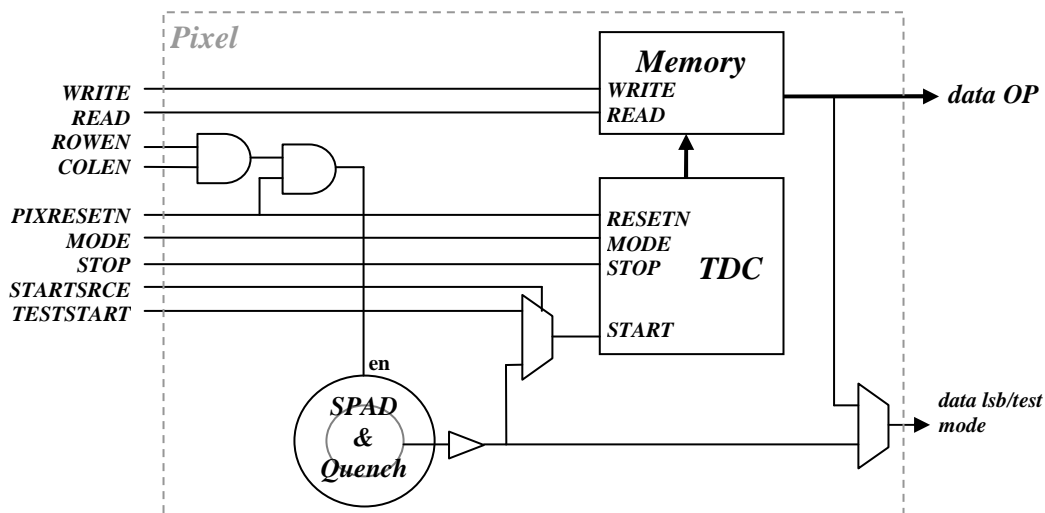 Pixel
Memory
WRITE
READ
data OP
WRITE
READ
ROWEN
COLEN
PIXRESETN
MODE
STOP
STARTSRCE
TESTSTART
RESETN
MODE
STOP
TDC
START
en
SPAD
&
Quench
data lsb/test
mode